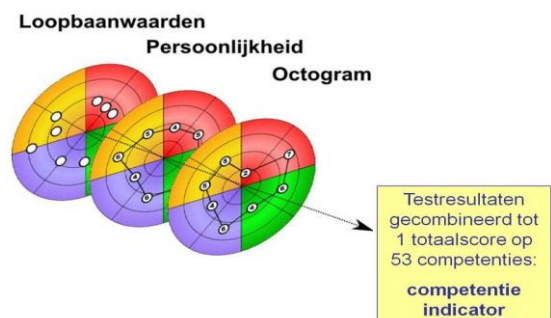 Loopbaanwaarden
Persoonlijkheid
Octogram
Testresultaten
gecombineerd tot
1 totaalscore op
53 competenties:
competentie
indicator